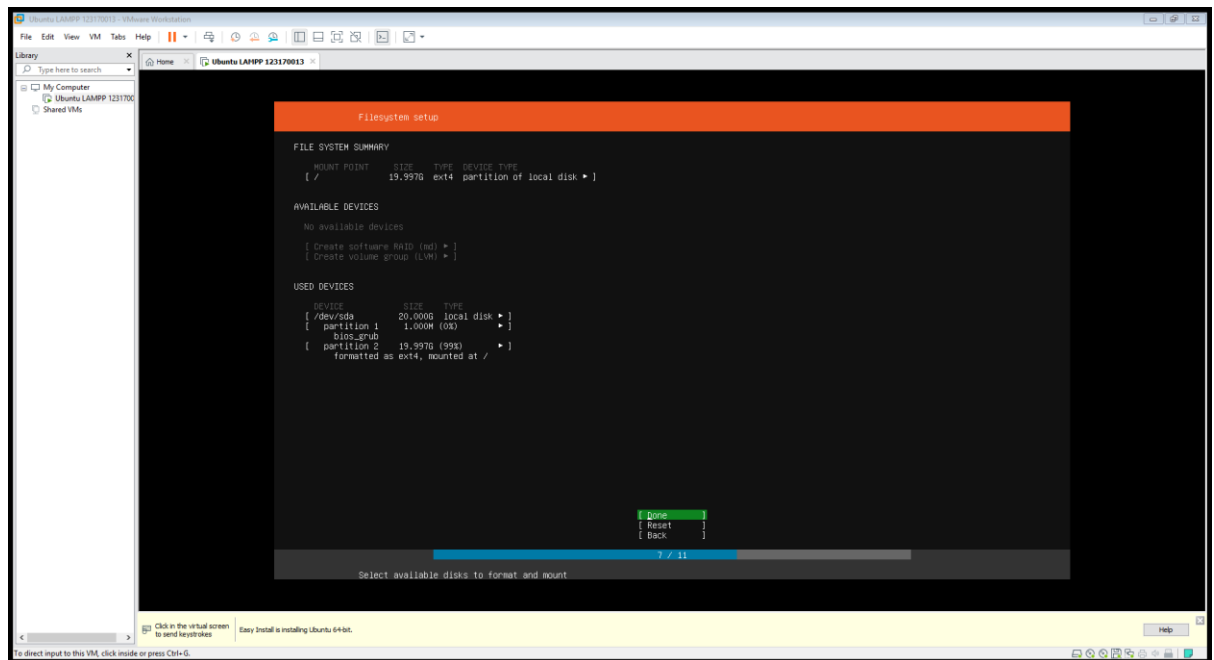 Ubuntu LAMPP 123170013 - VMware Workstation
File Edit View VM Tabs Help
Library
Type here to search
My Computer
Ubuntu LAMPP 1231700
Shared VMs
Home
Ubuntu LAMPP 123170013
Filesystem setup
FILE SYSTEM SUMMARY
MOUNT POINT SIZE TYPE DEVICE TYPE
[ / 19.997G ext4 partition of local disk ▸ ]
AVAILABLE DEVICES
No available devices
[ Create software RAID (md) ▸ ]
[ Create volume group (LVM) ▸ ]
USED DEVICES
DEVICE SIZE TYPE
[ /dev/sda 20.000G local disk ▸ ]
[ partition 1 1.000M (0%) ▸ ]
bios_grub
[ partition 2 19.997G (99%) ▸ ]
formatted as ext4, mounted at /
[ Done ]
[ Reset ]
[ Back ]
7 / 11
Select available disks to format and mount
Click in the virtual screen
to send keystrokes
Easy Install is installing Ubuntu 64-bit.
Help
To direct input to this VM, click inside or press Ctrl+G.